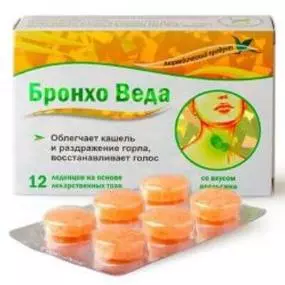 Аюрведический продукт
Бронхо Веда
Облегчает кашель
и раздражение горла,
восстанавливает голос
12 леденцов на основе
лекарственных трав
со вкусом
апельсина